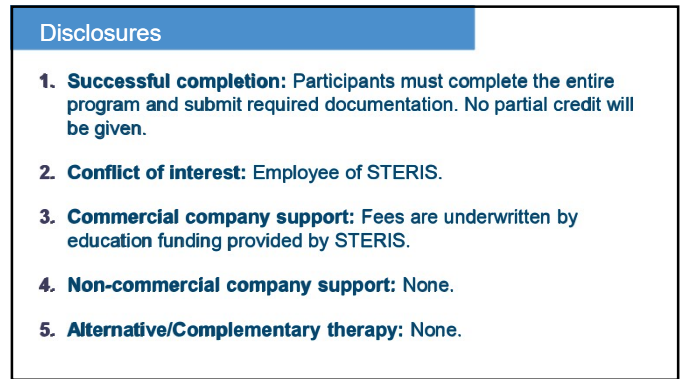 Disclosures
1. Successful completion: Participants must complete the entire
program and submit required documentation. No partial credit will
be given.
2. Conflict of interest: Employee of STERIS.
3. Commercial company support: Fees are underwritten by
education funding provided by STERIS.
4. Non-commercial company support: None.
5. Alternative/Complementary therapy: None.